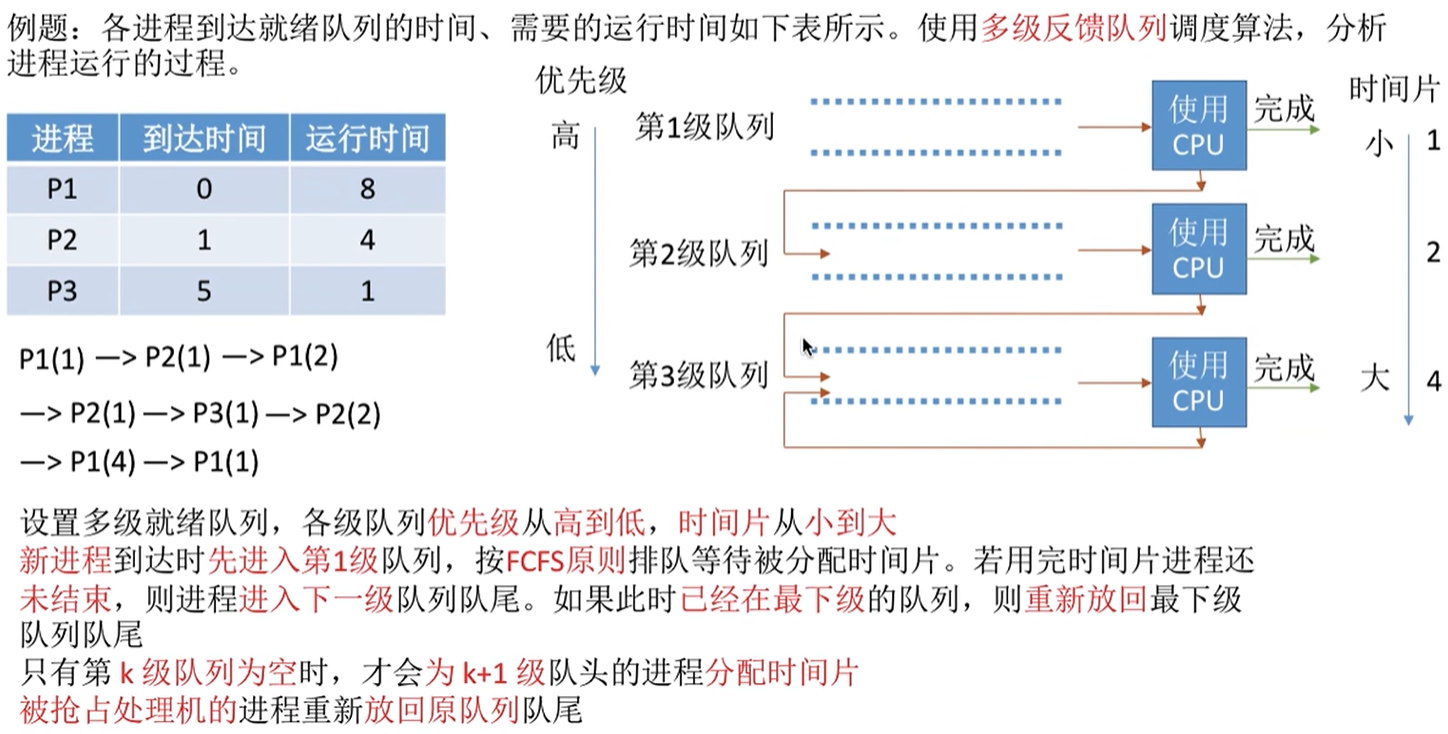 例题：各进程到达就绪队列的时间、需要的运行时间如下表所示。使用多级反馈队列调度算法，分析
进程运行的过程。
进程 到达时间 运行时间
P1 0 8
P2 1 4
P3 5 1
P1(1) —> P2(1) —> P1(2)
—> P2(1) —> P3(1) —> P2(2)
—> P1(4) —> P1(1)
优先级
高
低
第1级队列
使用
CPU
完成
第2级队列
使用
CPU
完成
第3级队列
使用
CPU
完成
时间片
小 1
2
大 4
设置多级就绪队列，各级队列优先级从高到低，时间片从小到大
新进程到达时先进入第1级队列，按FCFS原则排队等待被分配时间片。若用完时间片进程还
未结束，则进程进入下一级队列队尾。如果此时已经在最下级的队列，则重新放回最下级
队列队尾
只有第 k 级队列为空时，才会为 k+1 级队头的进程分配时间片
被抢占处理机的进程重新放回原队列队尾